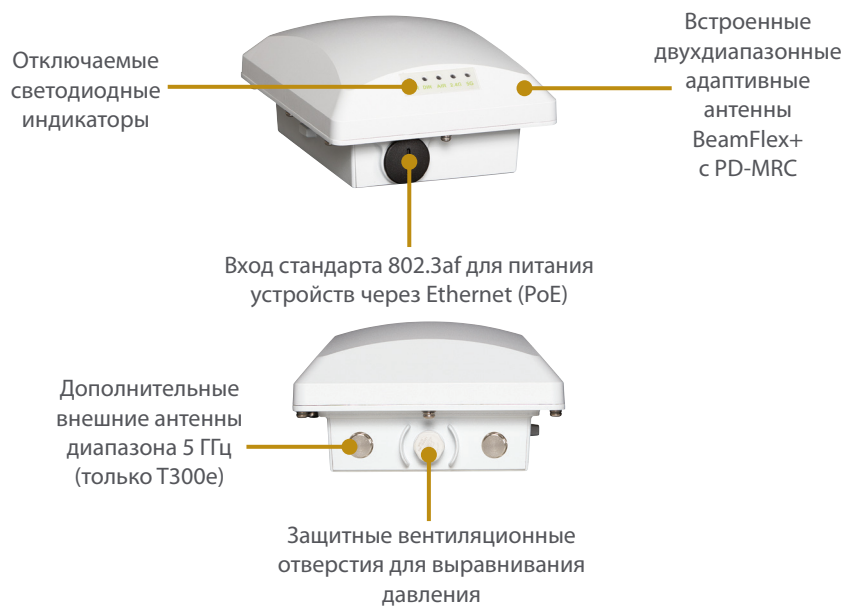 Отключаемые
светодиодные
индикаторы
Встроенные
двухдиапазонные
адаптивные
антенны
BeamFlex+
с PD-MRC
Вход стандарта 802.3af для питания
устройств через Ethernet (PoE)
Дополнительные
внешние антенны
диапазона 5 ГГц
(только T300e)
Защитные вентиляционные
отверстия для выравнивания
давления